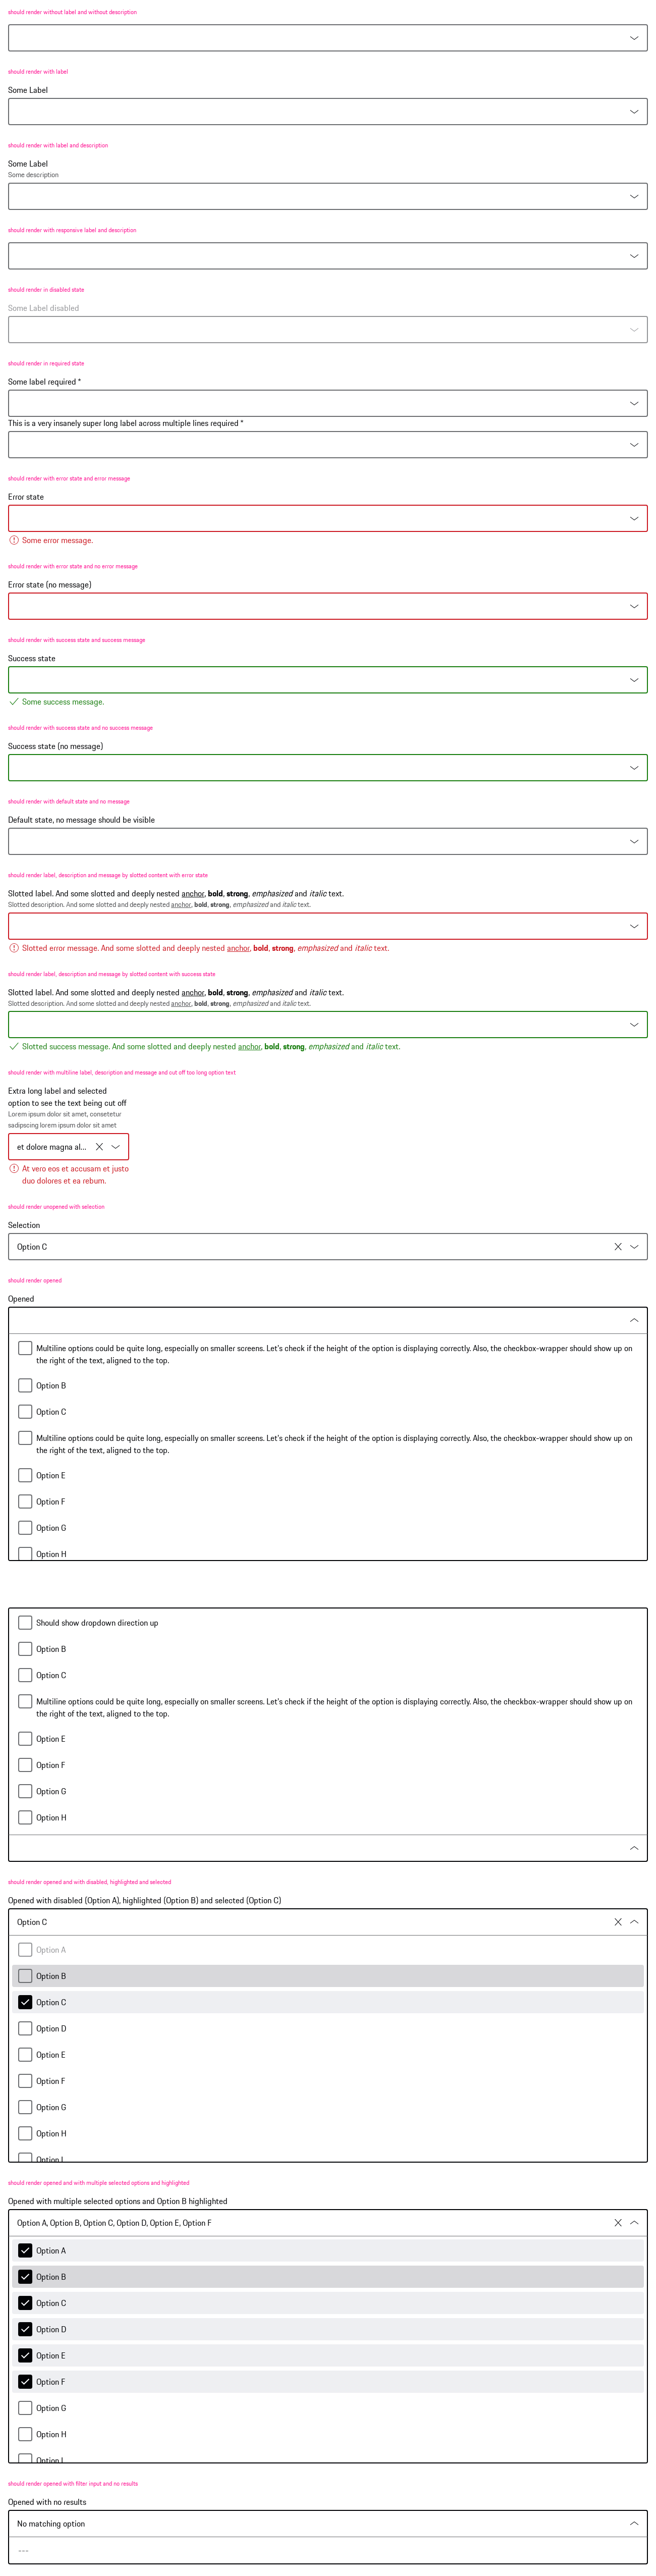 should render without label and without description
should render with label
Some Label
should render with label and description
Some Label
Some description
should render with responsive label and description
should render in disabled state
Some Label disabled
should render in required state
Some label required *
This is a very insanely super long label across multiple lines required *
should render with error state and error message
Error state
Some error message.
should render with error state and no error message
Error state (no message)
should render with success state and success message
Success state
Some success message.
should render with success state and no success message
Success state (no message)
should render with default state and no message
Default state, no message should be visible
should render label, description and message by slotted content with error state
Slotted label. And some slotted and deeply nested anchor, bold, strong, emphasized and italic text.
Slotted description. And some slotted and deeply nested anchor, bold, strong, emphasized and italic text.
Slotted error message. And some slotted and deeply nested anchor, bold, strong, emphasized and italic text.
should render label, description and message by slotted content with success state
Slotted label. And some slotted and deeply nested anchor, bold, strong, emphasized and italic text.
Slotted description. And some slotted and deeply nested anchor, bold, strong, emphasized and italic text.
Slotted success message. And some slotted and deeply nested anchor, bold, strong, emphasized and italic text.
should render with multiline label, description and message and cut off too long option text
Extra long label and selected
option to see the text being cut off
Lorem ipsum dolor sit amet, consetetur
sadipscing lorem ipsum dolor sit amet
et dolore magna al...
At vero eos et accusam et justo
duo dolores et ea rebum.
should render unopened with selection
Selection
Option C
should render opened
Opened
Multiline options could be quite long, especially on smaller screens. Let's check if the height of the option is displaying correctly. Also, the checkbox-wrapper should show up on
the right of the text, aligned to the top.
Option B
Option C
Multiline options could be quite long, especially on smaller screens. Let's check if the height of the option is displaying correctly. Also, the checkbox-wrapper should show up on
the right of the text, aligned to the top.
Option E
Option F
Option G
Option H
Should show dropdown direction up
Option B
Option C
Multiline options could be quite long, especially on smaller screens. Let's check if the height of the option is displaying correctly. Also, the checkbox-wrapper should show up on
the right of the text, aligned to the top.
Option E
Option F
Option G
Option H
should render opened and with disabled, highlighted and selected
Opened with disabled (Option A), highlighted (Option B) and selected (Option C)
Option C
Option A
Option B
Option C
Option D
Option E
Option F
Option G
Option H
Option I
should render opened and with multiple selected options and highlighted
Opened with multiple selected options and Option B highlighted
Option A, Option B, Option C, Option D, Option E, Option F
Option A
Option B
Option C
Option D
Option E
Option F
Option G
Option H
Option I
should render opened with filter input and no results
Opened with no results
No matching option
---